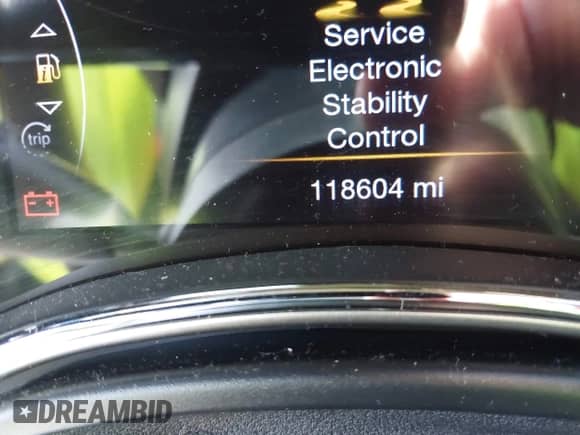 Service
Electronic
Stability
Control
trip
118604 mi
DREAMBID